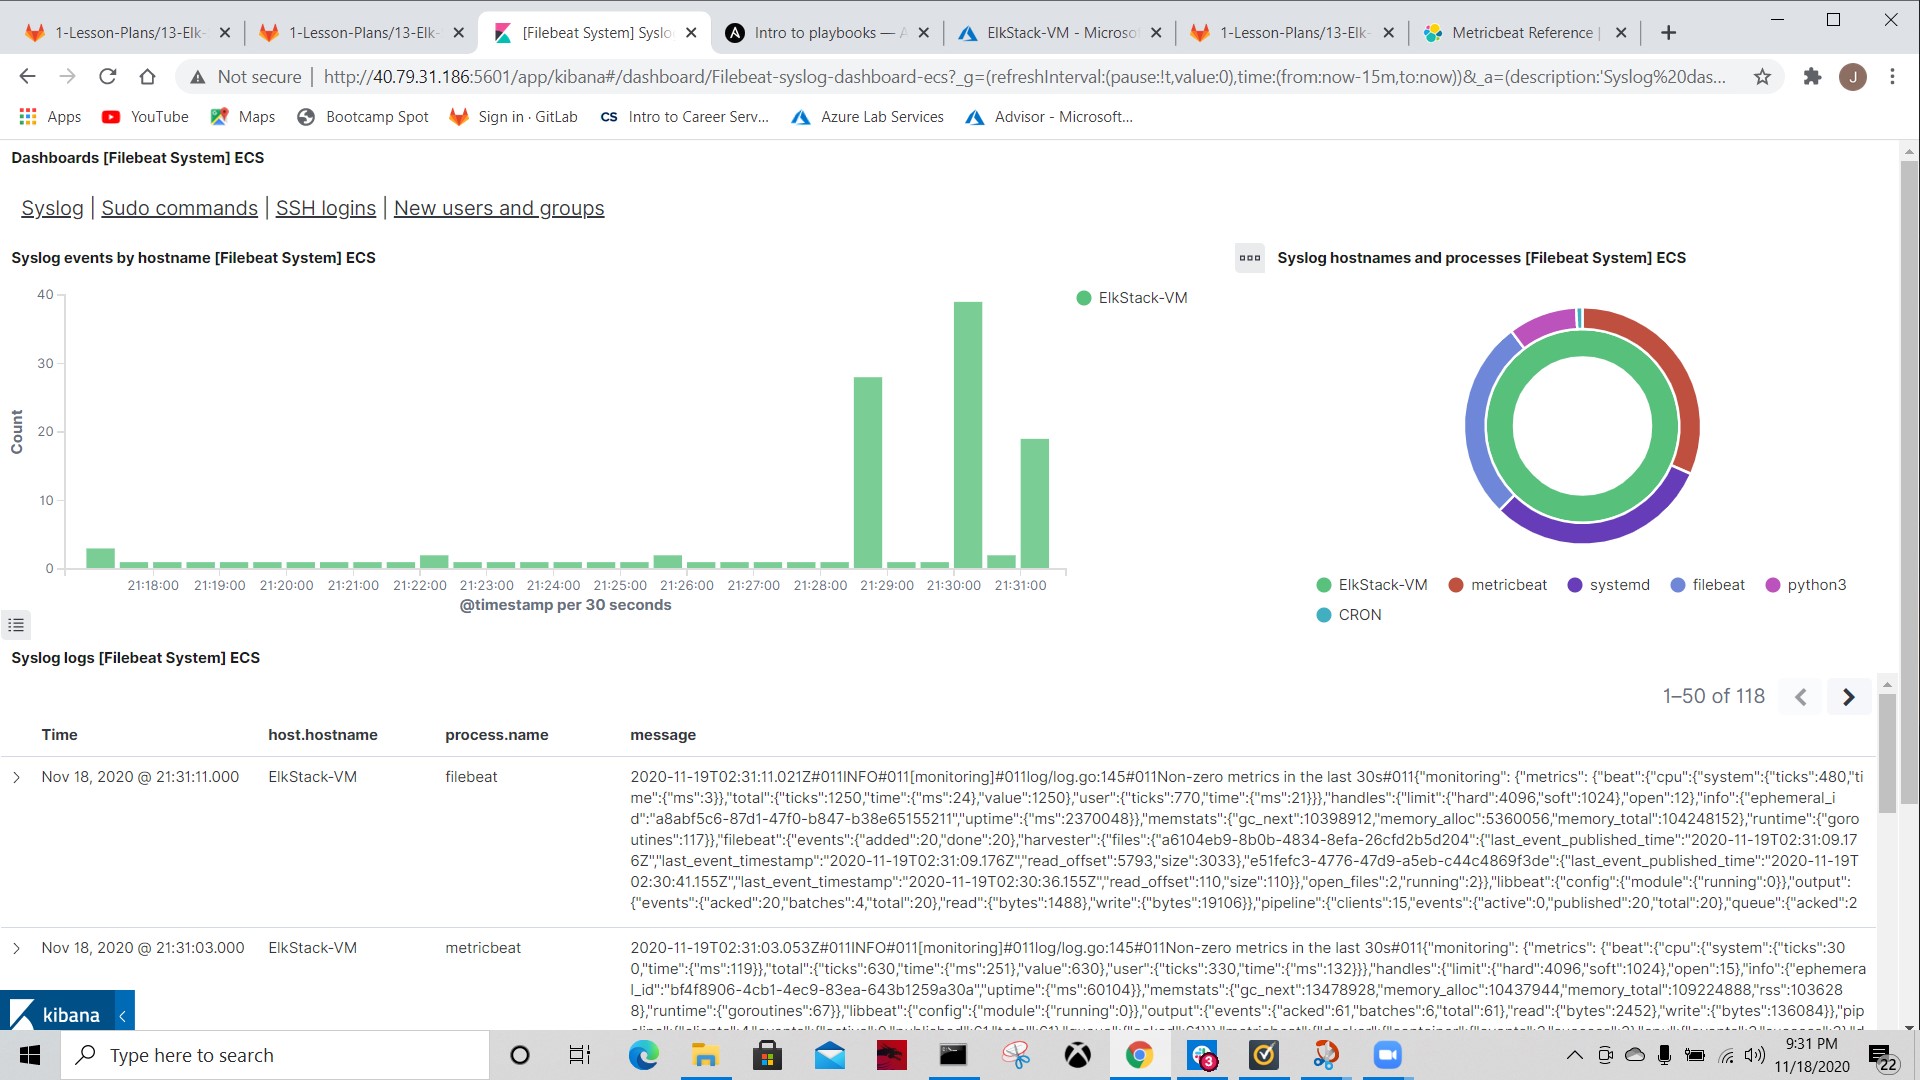 1-Lesson-Plans/13-Elk-
1-Lesson-Plans/13-Elk-
[Filebeat System] Syslo
Intro to playbooks — A
ElkStack-VM - Microso
1-Lesson-Plans/13-Elk-
Metricbeat Reference |
Not secure | http://40.79.31.186:5601/app/kibana#/dashboard/Filebeat-syslog-dashboard-ecs?_g=(refreshInterval:(pause:!t,value:0),time:(from:now-15m,to:now))&_a=(description:'Syslog%20das...
J
Apps YouTube Maps Bootcamp Spot Sign in · GitLab CS Intro to Career Serv... Azure Lab Services Advisor - Microsoft...
Dashboards [Filebeat System] ECS
Syslog | Sudo commands | SSH logins | New users and groups
Syslog events by hostname [Filebeat System] ECS
40
30
20
10
0
Count
21:18:00 21:19:00 21:20:00 21:21:00 21:22:00 21:23:00 21:24:00 21:25:00 21:26:00 21:27:00 21:28:00 21:29:00 21:30:00 21:31:00
@timestamp per 30 seconds
ElkStack-VM
Syslog hostnames and processes [Filebeat System] ECS
ElkStack-VM metricbeat systemd filebeat python3
CRON
Syslog logs [Filebeat System] ECS
1–50 of 118
Time host.hostname process.name message
Nov 18, 2020 @ 21:31:11.000 ElkStack-VM filebeat 2020-11-19T02:31:11.021Z#011INFO#011[monitoring]#011log/log.go:145#011Non-zero metrics in the last 30s#011{"monitoring": {"metrics": {"beat":{"cpu":{"system":{"ticks":480,"ti
me":{"ms":3}},"total":{"ticks":1250,"time":{"ms":24},"value":1250},"user":{"ticks":770,"time":{"ms":21}}},"handles":{"limit":{"hard":4096,"soft":1024},"open":12},"info":{"ephemeral_i
d":"a8abf5c6-87d1-47f0-b847-b38e65155211","uptime":{"ms":2370048}},"memstats":{"gc_next":10398912,"memory_alloc":5360056,"memory_total":104248152},"runtime":{"goro
utines":117}},"filebeat":{"events":{"added":20,"done":20},"harvester":{"files":{"a6104eb9-8b0b-4834-8efa-26cfd2b5d204":{"last_event_published_time":"2020-11-19T02:31:09.17
6Z","last_event_timestamp":"2020-11-19T02:31:09.176Z","read_offset":5793,"size":3033},"e51fefc3-4776-47d9-a5eb-c44c4869f3de":{"last_event_published_time":"2020-11-19T
02:30:41.155Z","last_event_timestamp":"2020-11-19T02:30:36.155Z","read_offset":110,"size":110}},"open_files":2,"running":2}},"libbeat":{"config":{"module":{"running":0}},"output":
{"events":{"acked":20,"batches":4,"total":20},"read":{"bytes":1488},"write":{"bytes":19106}},"pipeline":{"clients":15,"events":{"active":0,"published":20,"total":20},"queue":{"acked":2
Nov 18, 2020 @ 21:31:03.000 ElkStack-VM metricbeat 2020-11-19T02:31:03.053Z#011INFO#011[monitoring]#011log/log.go:145#011Non-zero metrics in the last 30s#011{"monitoring": {"metrics": {"beat":{"cpu":{"system":{"ticks":30
0,"time":{"ms":119}},"total":{"ticks":630,"time":{"ms":251},"value":630},"user":{"ticks":330,"time":{"ms":132}}},"handles":{"limit":{"hard":4096,"soft":1024},"open":15},"info":{"ephemer
al_id":"bf4f8906-4cb1-4ec9-83ea-643b1259a30a","uptime":{"ms":60104}},"memstats":{"gc_next":13478928,"memory_alloc":10437944,"memory_total":109224888,"rss":103628
8},"runtime":{"goroutines":67}},"libbeat":{"config":{"module":{"running":0}},"output":{"events":{"acked":61,"batches":6,"total":61},"read":{"bytes":2452},"write":{"bytes":136084}},"pip
kibana
Type here to search
3
9:31 PM
11/18/2020
22